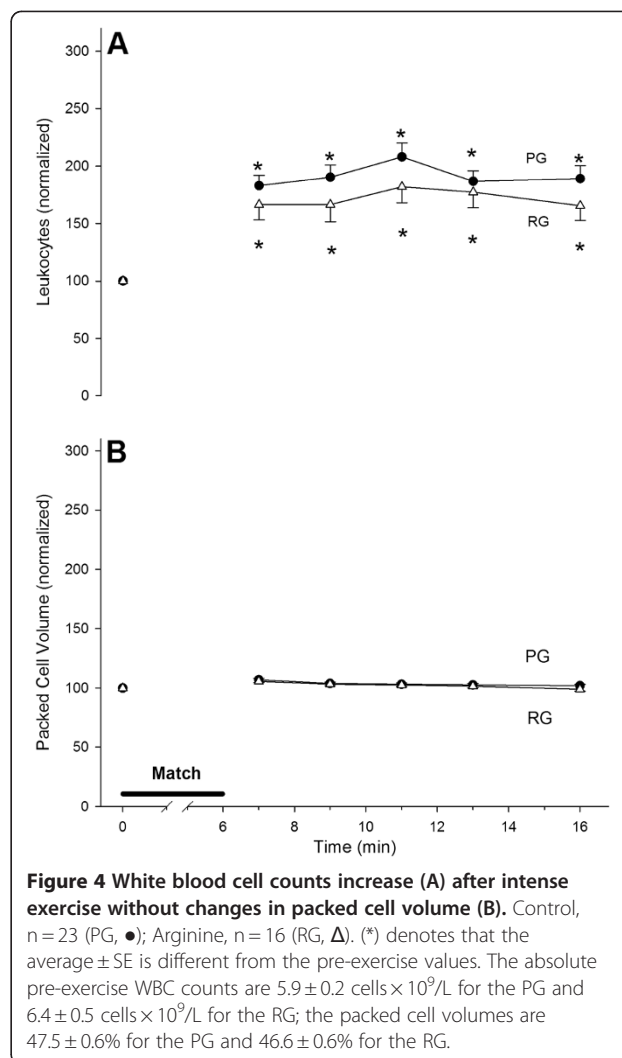 A
300
250
200
150
100
50
0
Leukocytes (normalized)
* * * * *
PG
RG
* * * * *
B
300
250
200
150
100
50
0
Packed Cell Volume (normalized)
PG
RG
Match
0 6 8 10 12 14 16
Time (min)
Figure 4 White blood cell counts increase (A) after intense
exercise without changes in packed cell volume (B). Control,
n = 23 (PG, ●); Arginine, n = 16 (RG, Δ). (*) denotes that the
average ± SE is different from the pre-exercise values. The absolute
pre-exercise WBC counts are 5.9 ± 0.2 cells × 10⁹/L for the PG and
6.4 ± 0.5 cells × 10⁹/L for the RG; the packed cell volumes are
47.5 ± 0.6% for the PG and 46.6 ± 0.6% for the RG.